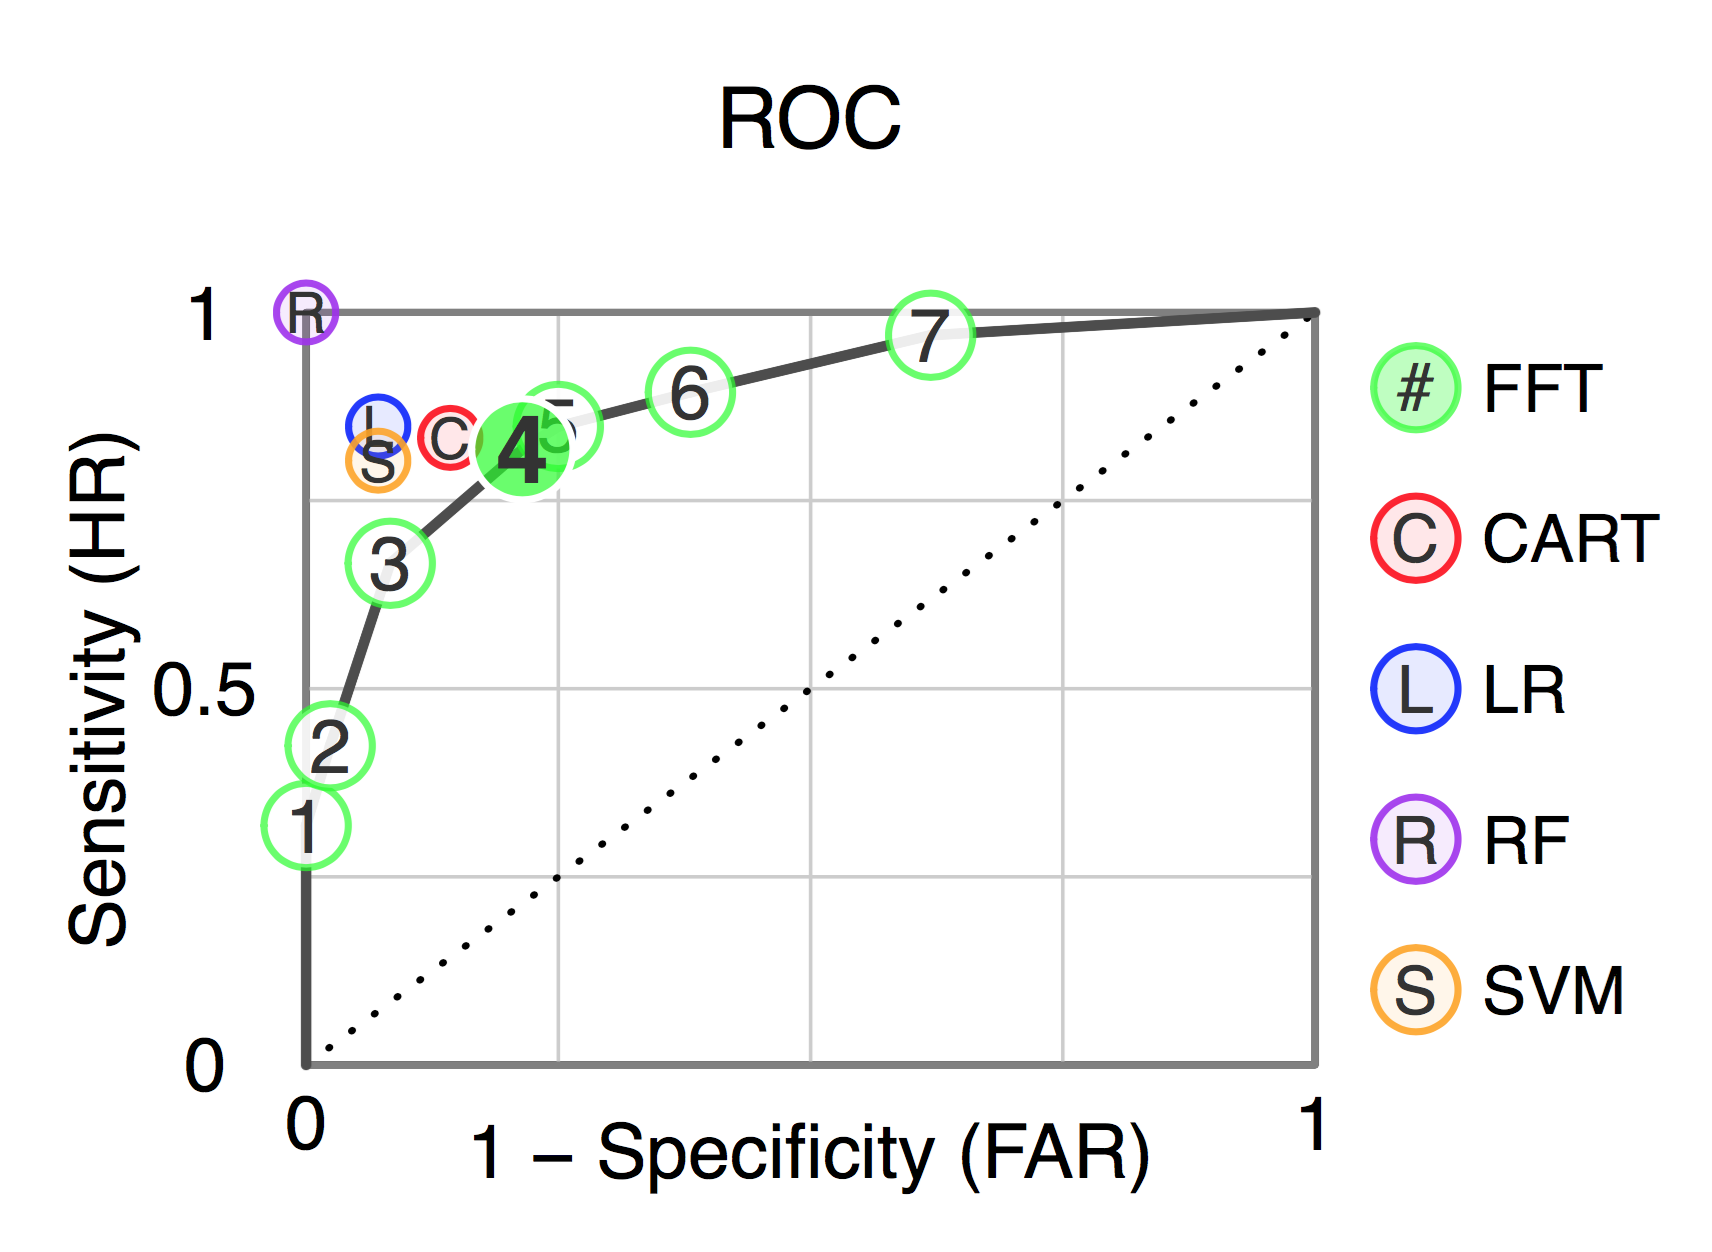 ROC
Sensitivity (HR)
1
0.5
0
0
1
1 – Specificity (FAR)
R
L
S
C
4
5
6
7
3
2
1
# FFT
C CART
L LR
R RF
S SVM